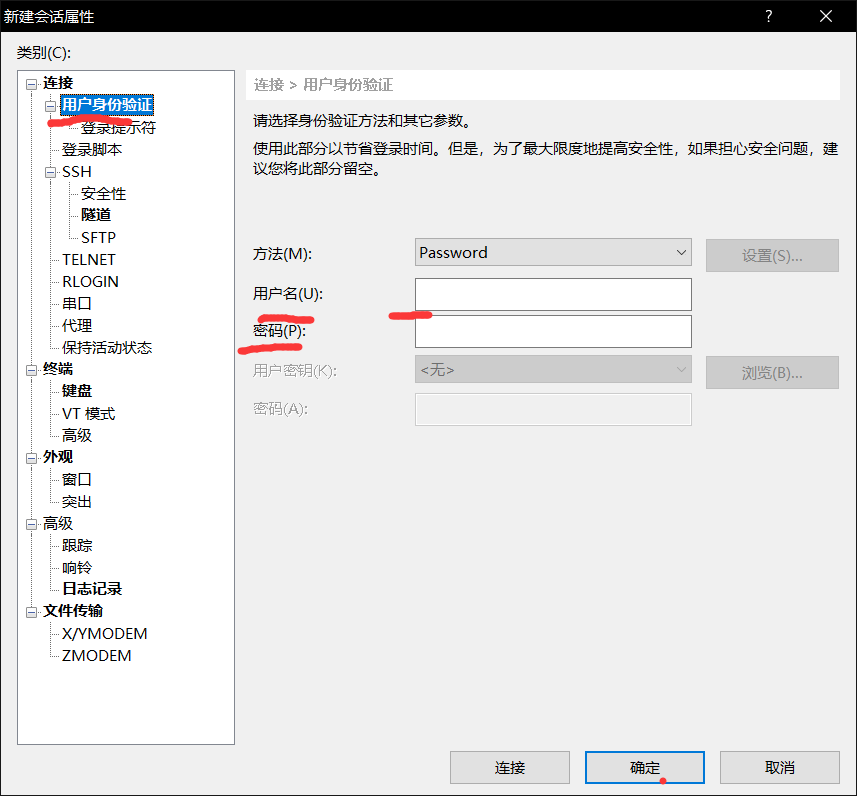 新建会话属性
?
类别(C):
连接
用户身份验证
登录提示符
登录脚本
SSH
安全性
隧道
SFTP
TELNET
RLOGIN
串口
代理
保持活动状态
终端
键盘
VT 模式
高级
外观
窗口
突出
高级
跟踪
响铃
日志记录
文件传输
X/YMODEM
ZMODEM
连接 > 用户身份验证
请选择身份验证方法和其它参数。
使用此部分以节省登录时间。但是，为了最大限度地提高安全性，如果担心安全问题，建
议您将此部分留空。
方法(M):
Password
设置(S)...
用户名(U):
密码(P):
用户密钥(K):
<无>
浏览(B)...
密码(A):
连接
确定
取消